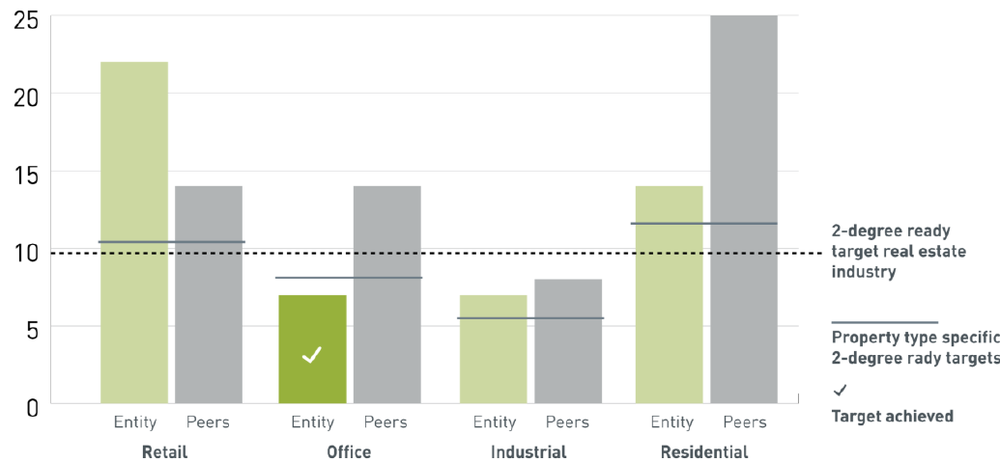 25
20
15
10
5
0
2-degree ready
target real estate
industry
Property type specific
2-degree rady targets
Target achieved
Entity Peers Entity Peers Entity Peers Entity Peers
Retail Office Industrial Residential